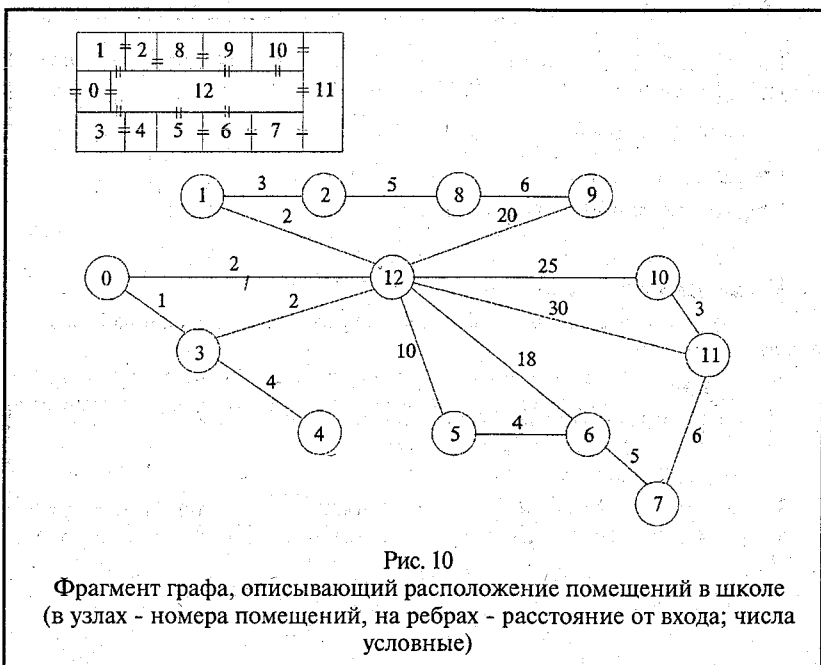 1 2 8 9 10
0 12 11
3 4 5 6 7
3 5 6
1 2 8 9
2 20
2 25
0 12 10
1 2 30 3
3 10 18 11
4 4 6
4 5 6 5
7
Рис. 10
Фрагмент графа, описывающий расположение помещений в школе
(в узлах - номера помещений, на ребрах - расстояние от входа; числа
условные)